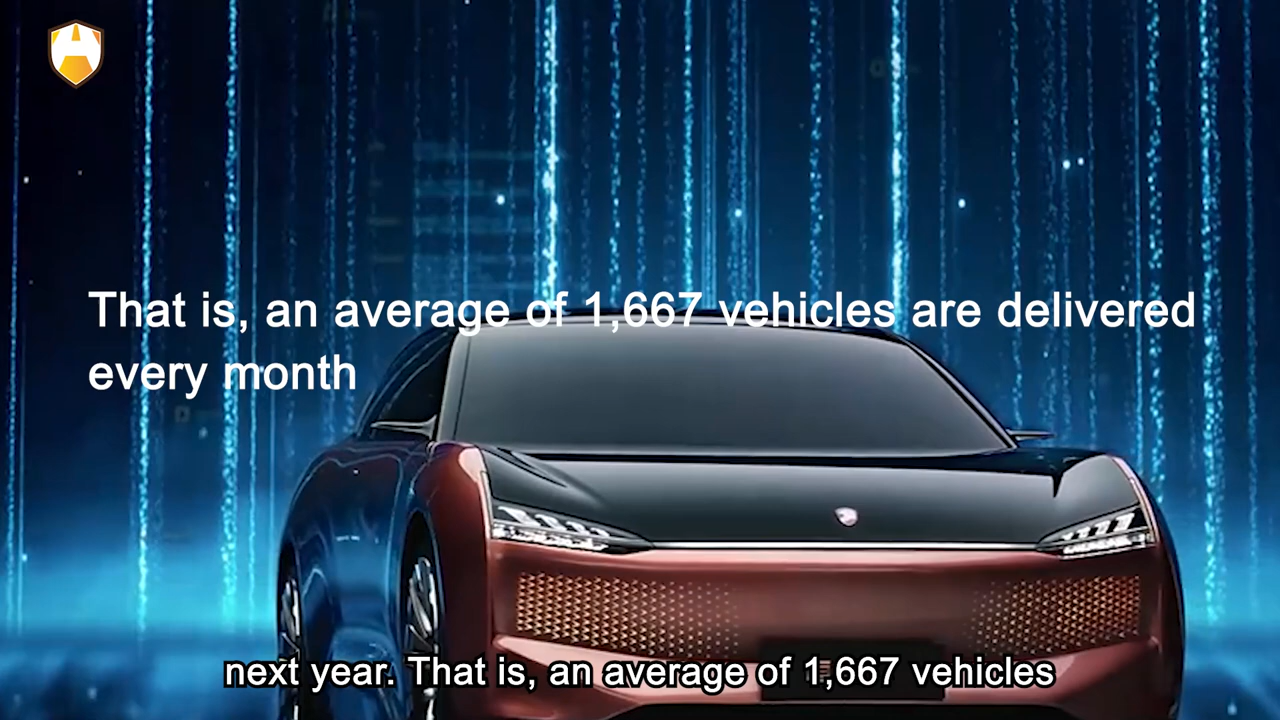 That is, an average of 1,667 vehicles are delivered
every month
next year. That is, an average of 1,667 vehicles